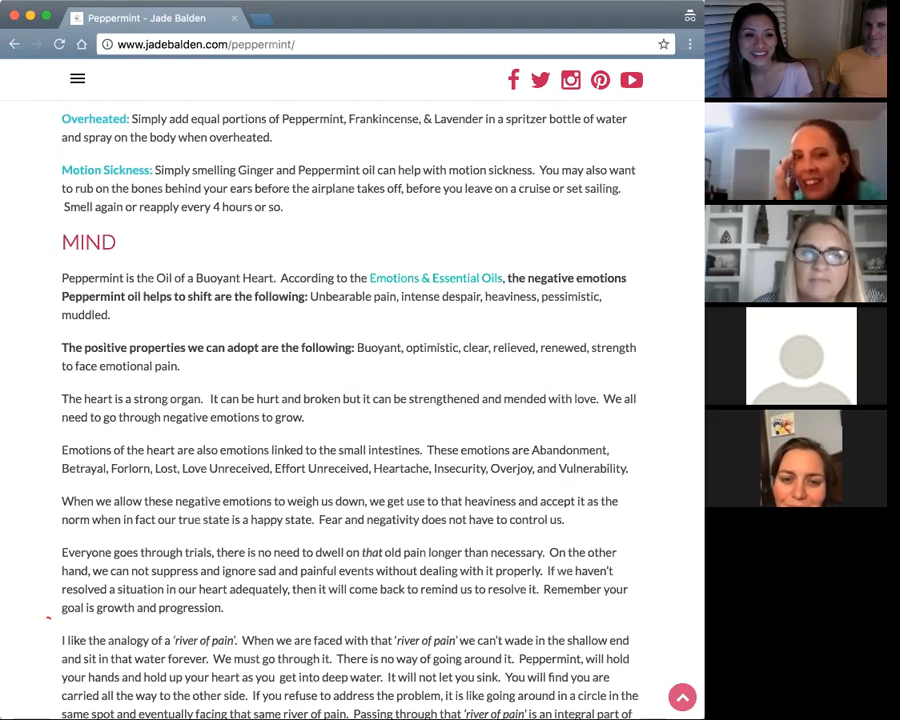 Peppermint - Jade Balden
www.jadebalden.com/peppermint/
Overheated: Simply add equal portions of Peppermint, Frankincense, & Lavender in a spritzer bottle of water
and spray on the body when overheated.
Motion Sickness: Simply smelling Ginger and Peppermint oil can help with motion sickness. You may also want
to rub on the bones behind your ears before the airplane takes off, before you leave on a cruise or set sailing.
Smell again or reapply every 4 hours or so.
MIND
Peppermint is the Oil of a Buoyant Heart. According to the Emotions & Essential Oils, the negative emotions
Peppermint oil helps to shift are the following: Unbearable pain, intense despair, heaviness, pessimistic,
muddled.
The positive properties we can adopt are the following: Buoyant, optimistic, clear, relieved, renewed, strength
to face emotional pain.
The heart is a strong organ. It can be hurt and broken but it can be strengthened and mended with love. We all
need to go through negative emotions to grow.
Emotions of the heart are also emotions linked to the small intestines. These emotions are Abandonment,
Betrayal, Forlorn, Lost, Love Unreceived, Effort Unreceived, Heartache, Insecurity, Overjoy, and Vulnerability.
When we allow these negative emotions to weigh us down, we get use to that heaviness and accept it as the
norm when in fact our true state is a happy state. Fear and negativity does not have to control us.
Everyone goes through trials, there is no need to dwell on that old pain longer than necessary. On the other
hand, we can not suppress and ignore sad and painful events without dealing with it properly. If we haven't
resolved a situation in our heart adequately, then it will come back to remind us to resolve it. Remember your
goal is growth and progression.
I like the analogy of a 'river of pain'. When we are faced with that 'river of pain' we can't wade in the shallow end
and sit in that water forever. We must go through it. There is no way of going around it. Peppermint, will hold
your hands and hold up your heart as you get into deep water. It will not let you sink. You will find you are
carried all the way to the other side. If you refuse to address the problem, it is like going around in a circle in the
same spot and eventually facing that same river of pain. Passing through that 'river of pain' is an integral part of